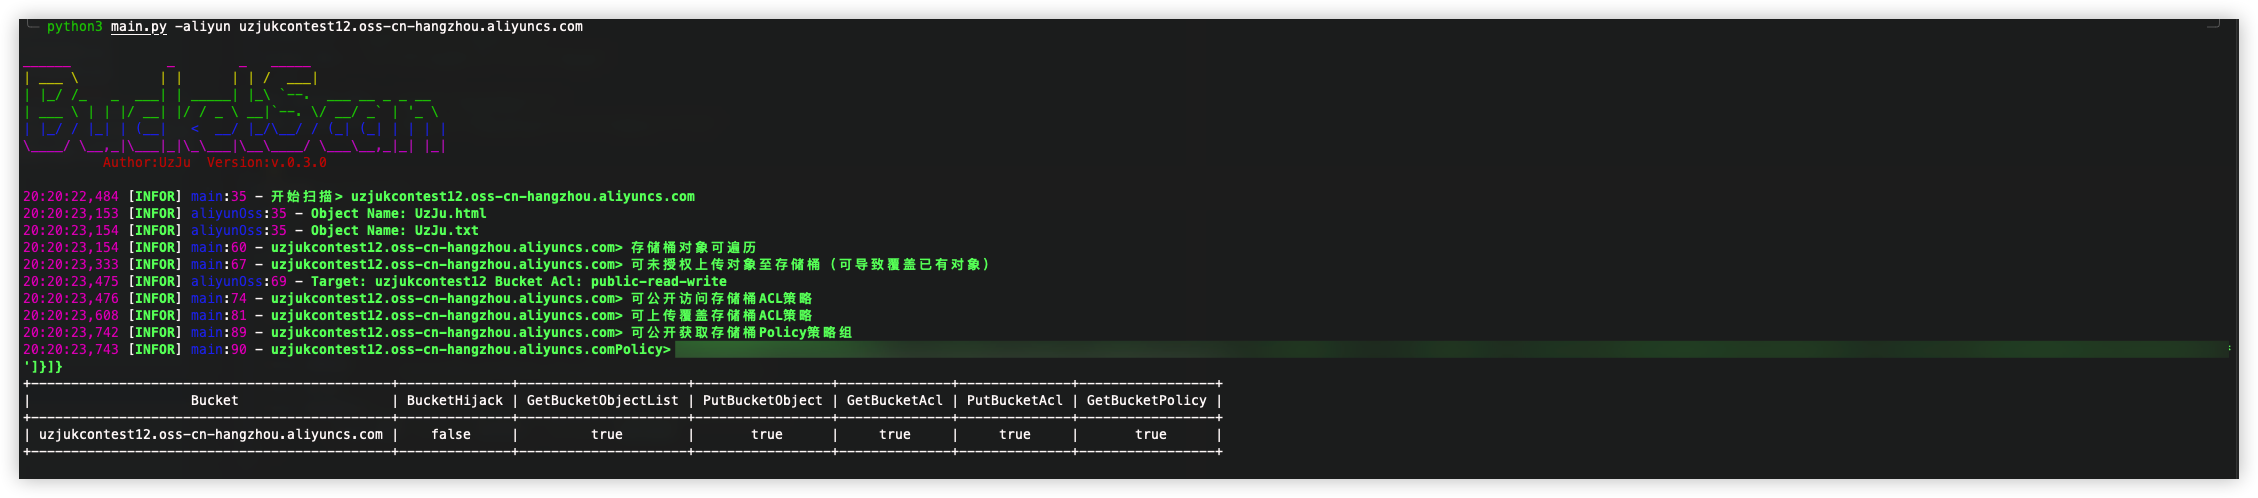 python3 main.py -aliyun uzjukcontest12.oss-cn-hangzhou.aliyuncs.com
BucketScan
Author:UzJu  Version:v.0.3.0
20:20:22,484 [INFOR] main:35 - 开始扫描> uzjukcontest12.oss-cn-hangzhou.aliyuncs.com
20:20:23,153 [INFOR] aliyunOss:35 - Object Name: UzJu.html
20:20:23,154 [INFOR] aliyunOss:35 - Object Name: UzJu.txt
20:20:23,154 [INFOR] main:60 - uzjukcontest12.oss-cn-hangzhou.aliyuncs.com> 存储桶对象可遍历
20:20:23,333 [INFOR] main:67 - uzjukcontest12.oss-cn-hangzhou.aliyuncs.com> 可未授权上传对象至存储桶（可导致覆盖已有对象）
20:20:23,475 [INFOR] aliyunOss:69 - Target: uzjukcontest12 Bucket Acl: public-read-write
20:20:23,476 [INFOR] main:74 - uzjukcontest12.oss-cn-hangzhou.aliyuncs.com> 可公开访问存储桶ACL策略
20:20:23,608 [INFOR] main:81 - uzjukcontest12.oss-cn-hangzhou.aliyuncs.com> 可上传覆盖存储桶ACL策略
20:20:23,742 [INFOR] main:89 - uzjukcontest12.oss-cn-hangzhou.aliyuncs.com> 可公开获取存储桶Policy策略组
20:20:23,743 [INFOR] main:90 - uzjukcontest12.oss-cn-hangzhou.aliyuncs.comPolicy>
']}]}
| Bucket | BucketHijack | GetBucketObjectList | PutBucketObject | GetBucketAcl | PutBucketAcl | GetBucketPolicy |
| uzjukcontest12.oss-cn-hangzhou.aliyuncs.com | false | true | true | true | true | true |